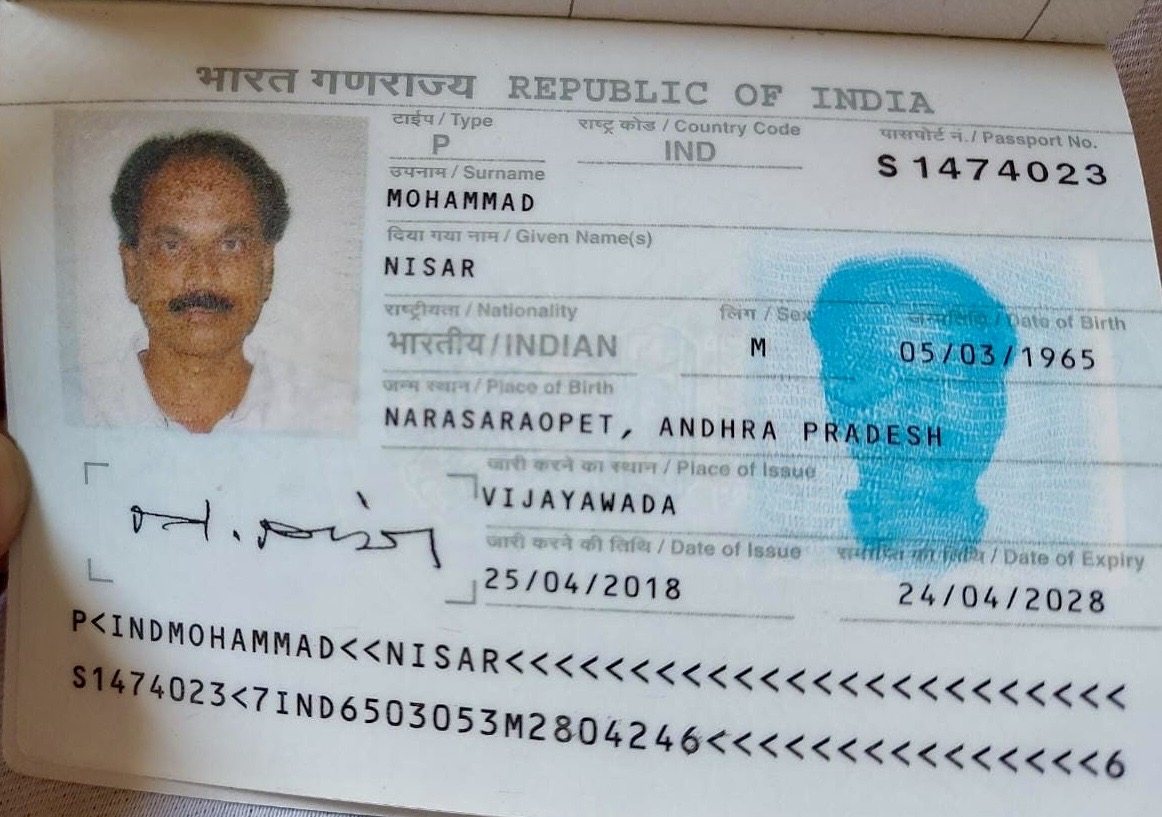 भारत गणराज्य REPUBLIC OF INDIA
टाईप / Type
राष्ट्र कोड / Country Code
पासपोर्ट नं. / Passport No.
P
IND
S 1474023
उपनाम / Surname
MOHAMMAD
दिया गया नाम / Given Name(s)
NISAR
राष्ट्रीयता / Nationality
लिंग / Sex
जन्मतिथि / Date of Birth
भारतीय / INDIAN
M
05/03/1965
जन्म स्थान / Place of Birth
NARASARAOPET, ANDHRA PRADESH
जारी करने का स्थान / Place of Issue
VIJAYAWADA
जारी करने की तिथि / Date of Issue
समाप्ति की तिथि / Date of Expiry
25/04/2018
24/04/2028
P<INDMOHAMMAD<<NISAR<<<<<<<<<<<<<<<<<<<<<<<<
S1474023<7IND6503053M2804246<<<<<<<<<<<<<<<6